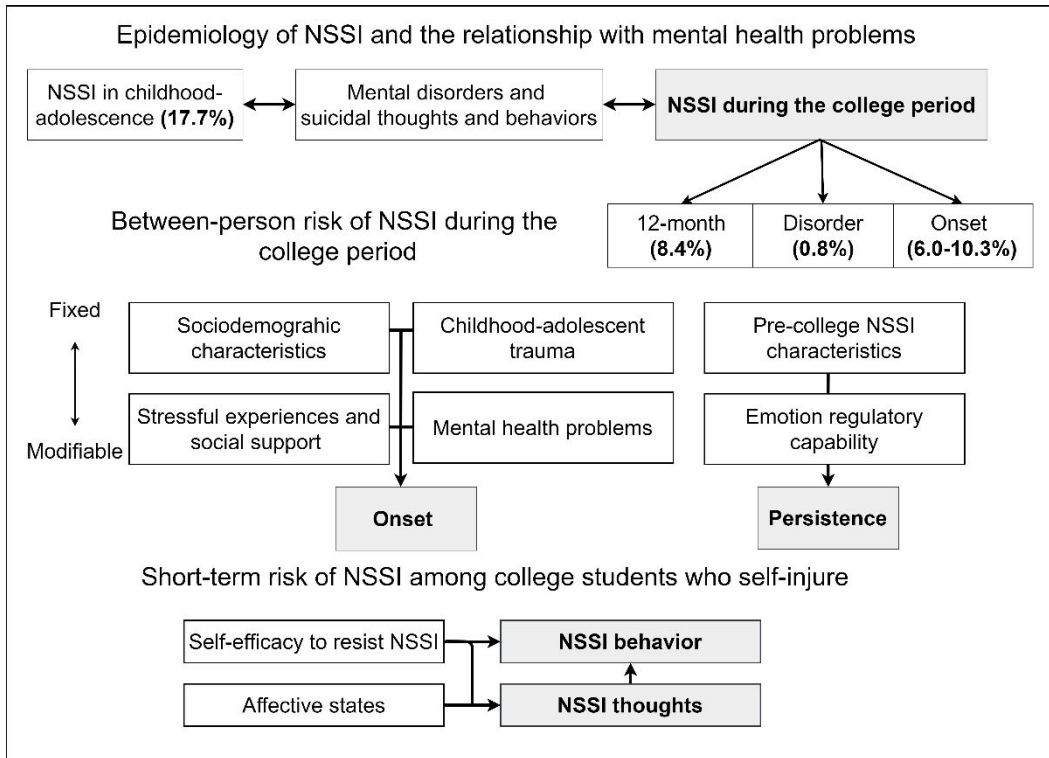 Epidemiology of NSSI and the relationship with mental health problems
NSSI in childhood-
adolescence (17.7%)
Mental disorders and
suicidal thoughts and behaviors
NSSI during the college period
12-month
(8.4%)
Disorder
(0.8%)
Onset
(6.0-10.3%)
Between-person risk of NSSI during the
college period
Fixed
Modifiable
Sociodemograhic
characteristics
Childhood-adolescent
trauma
Pre-college NSSI
characteristics
Stressful experiences and
social support
Mental health problems
Emotion regulatory
capability
Onset
Persistence
Short-term risk of NSSI among college students who self-injure
Self-efficacy to resist NSSI
NSSI behavior
Affective states
NSSI thoughts